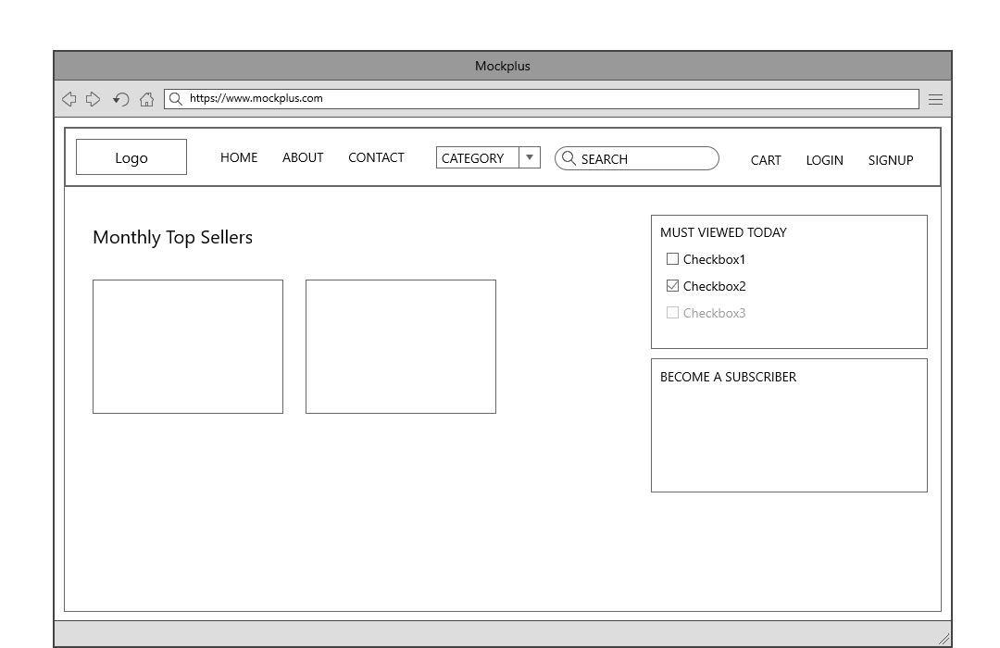 Mockplus
https://www.mockplus.com
Logo HOME ABOUT CONTACT CATEGORY SEARCH CART LOGIN SIGNUP
Monthly Top Sellers
MUST VIEWED TODAY
Checkbox1
Checkbox2
Checkbox3
BECOME A SUBSCRIBER